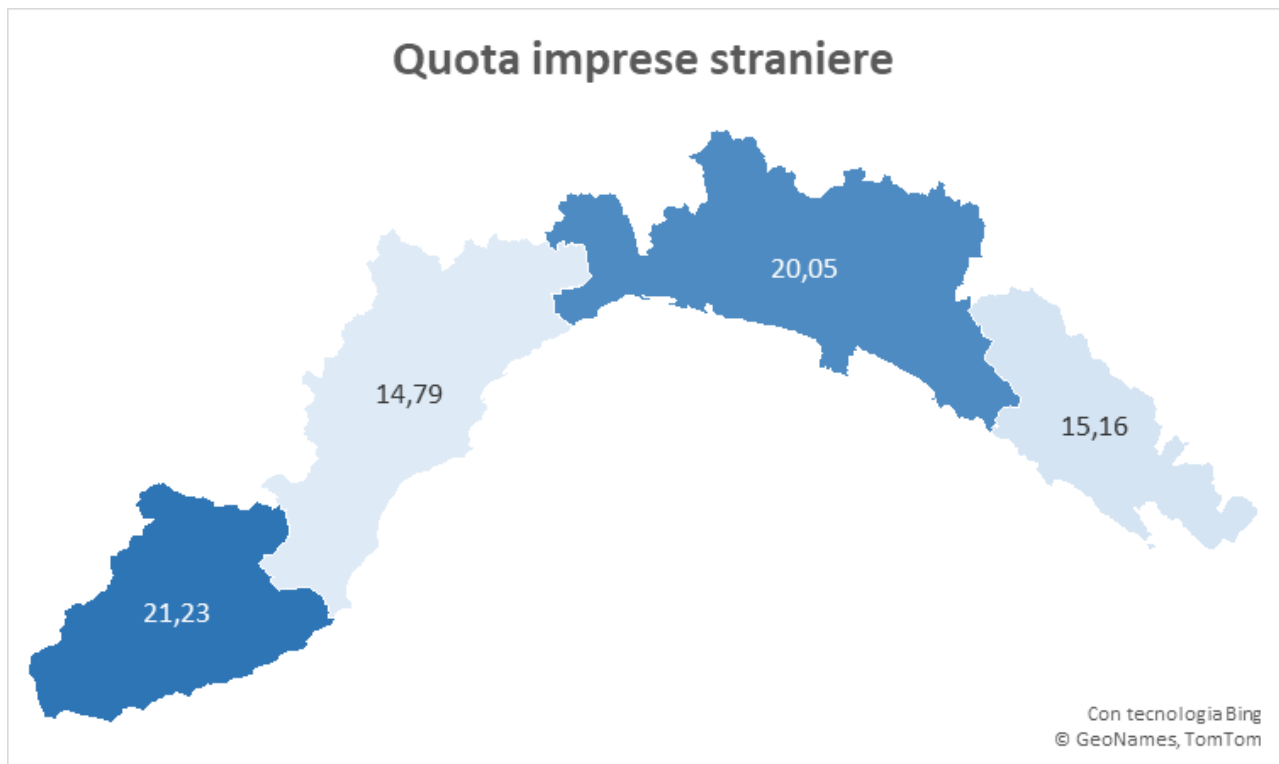 Quota imprese straniere
20,05
14,79
15,16
21,23
Con tecnologia Bing
© GeoNames, TomTom